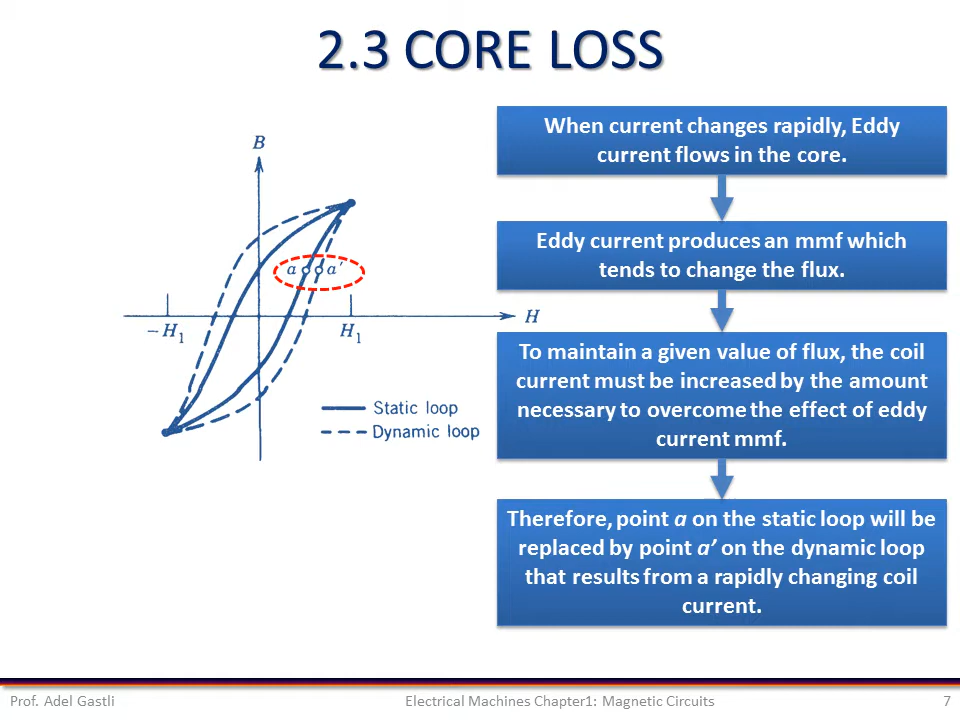 2.3 CORE LOSS
B
a
a'
−H1
H1
H
Static loop
Dynamic loop
When current changes rapidly, Eddy
current flows in the core.
Eddy current produces an mmf which
tends to change the flux.
To maintain a given value of flux, the coil
current must be increased by the amount
necessary to overcome the effect of eddy
current mmf.
Therefore, point a on the static loop will be
replaced by point a’ on the dynamic loop
that results from a rapidly changing coil
current.
Prof. Adel Gastli
Electrical Machines Chapter1: Magnetic Circuits
7